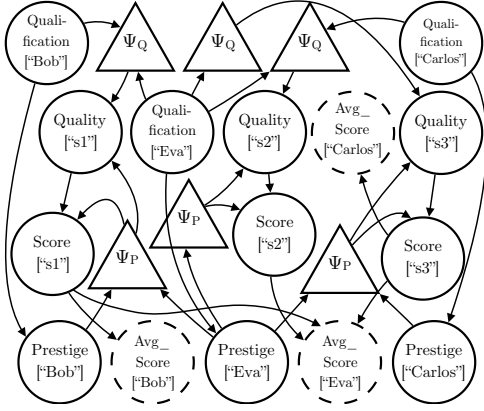 Quali-
fication
[“Bob”]
Ψ_Q
Ψ_Q
Ψ_Q
Quali-
fication
[“Carlos”]
Quality
[“s1”]
Quali-
fication
[“Eva”]
Quality
[“s2”]
Avg_
Score
[“Carlos”]
Quality
[“s3”]
Score
[“s1”]
Ψ_P
Ψ_P
Score
[“s2”]
Ψ_P
Score
[“s3”]
Prestige
[“Bob”]
Avg_
Score
[“Bob”]
Prestige
[“Eva”]
Avg_
Score
[“Eva”]
Prestige
[“Carlos”]